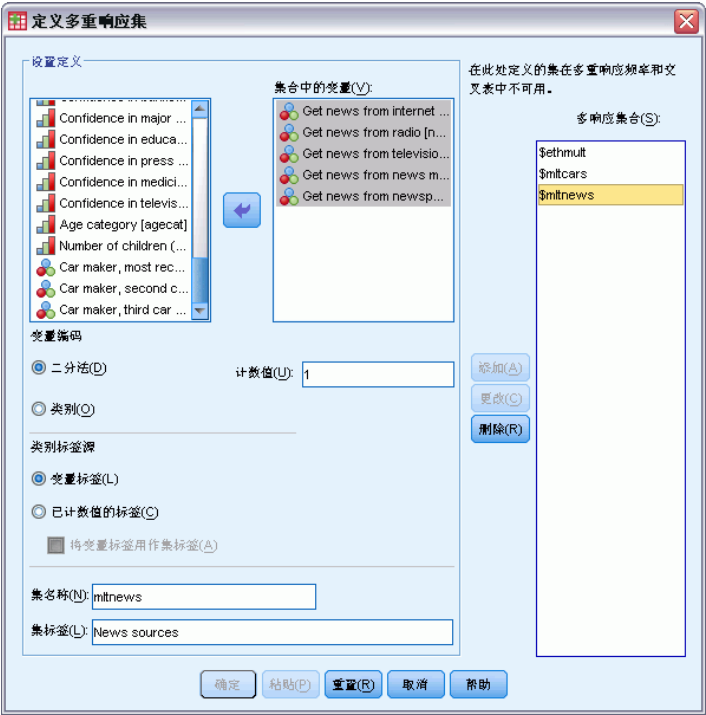 定义多重响应集
设置定义
Confidence in major ...
Confidence in educa...
Confidence in press ...
Confidence in medici...
Confidence in televis...
Age category [agecat]
Number of children (...
Car maker, most rec...
Car maker, second c...
Car maker, third car ...
集合中的变量(V):
Get news from internet ...
Get news from radio [n...
Get news from televisio...
Get news from news m...
Get news from newsp...
变量编码
二分法(D)
计数值(U): 1
类别(O)
类别标签源
变量标签(L)
已计数值的标签(C)
将变量标签用作集标签(A)
集名称(N): mltnews
集标签(L): News sources
在此处定义的集在多重响应频率和交
叉表中不可用。
多响应集合(S):
$ethmult
$mltcars
$mltnews
添加(A)
更改(C)
删除(R)
确定
粘贴(P)
重置(R)
取消
帮助